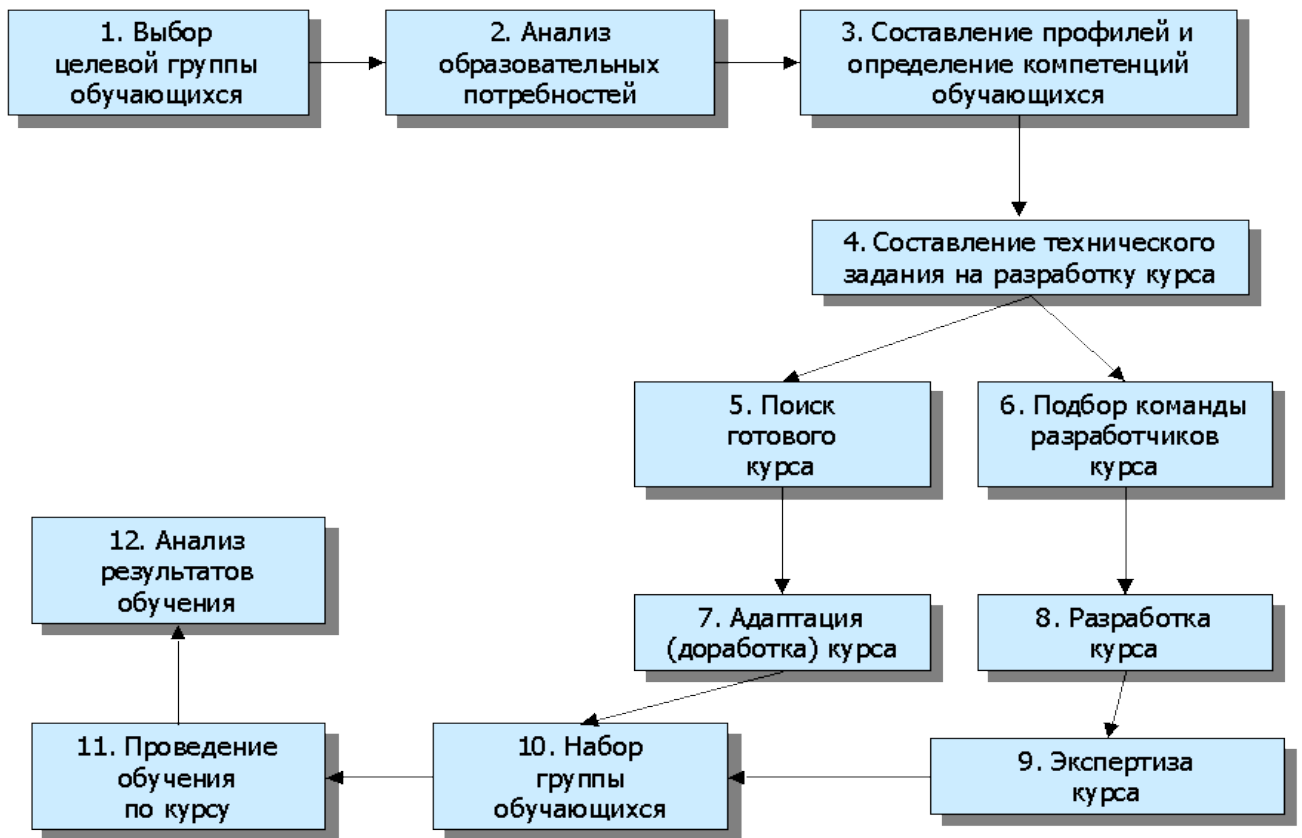 1. Выбор
целевой группы
обучающихся
2. Анализ
образовательных
потребностей
3. Составление профилей и
определение компетенций
обучающихся
4. Составление технического
задания на разработку курса
5. Поиск
готового
курса
6. Подбор команды
разработчиков
курса
7. Адаптация
(доработка) курса
8. Разработка
курса
9. Экспертиза
курса
10. Набор
группы
обучающихся
11. Проведение
обучения
по курсу
12. Анализ
результатов
обучения